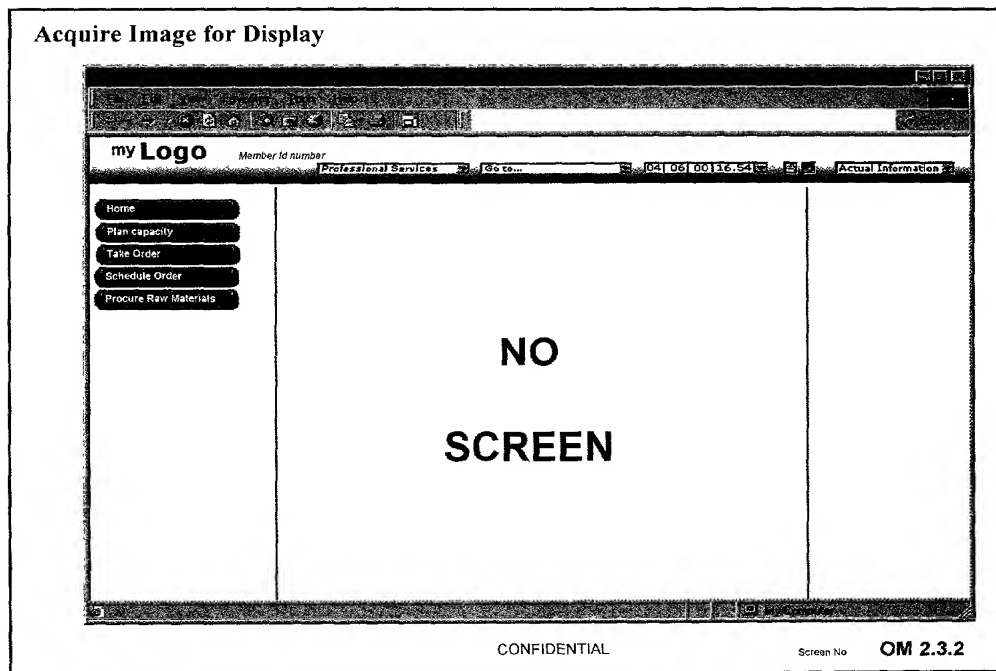 Acquire Image for Display
my Logo
Member Id number
Professional Services Go to... 04 06 00 16.54 Actual Information
Home
Plan capacity
Take Order
Schedule Order
Procure Raw Materials
NO
SCREEN
CONFIDENTIAL
Screen No OM 2.3.2